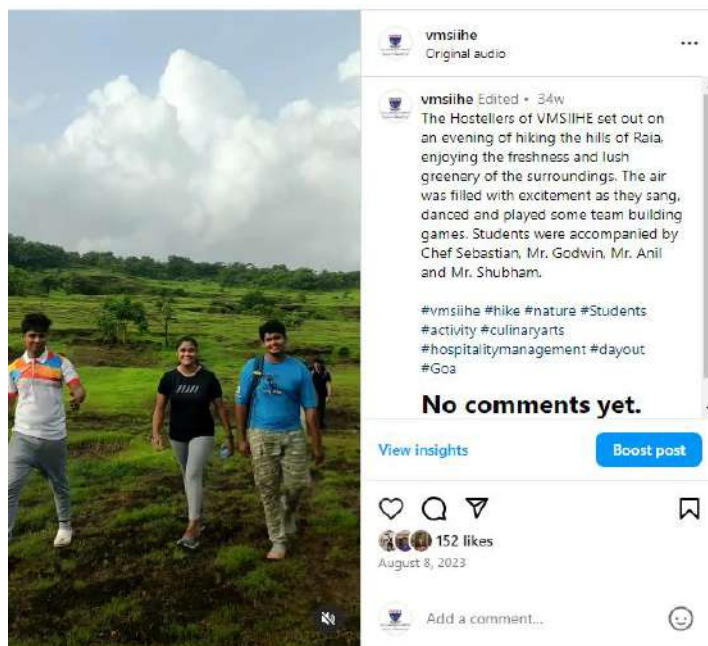 vmsiihe
Original audio
vmsiihe Edited • 34w
The Hostellers of VMSIIHE set out on
an evening of hiking the hills of Raia,
enjoying the freshness and lush
greenery of the surroundings. The air
was filled with excitement as they sang,
danced and played some team building
games. Students were accompanied by
Chef Sebastian, Mr. Godwin, Mr. Anil
and Mr. Shubham.
#vmsiihe #hike #nature #Students
#activity #culinaryarts
#hospitalitymanagement #dayout
#Goa
No comments yet.
View insights
Boost post
152 likes
August 8, 2023
Add a comment...